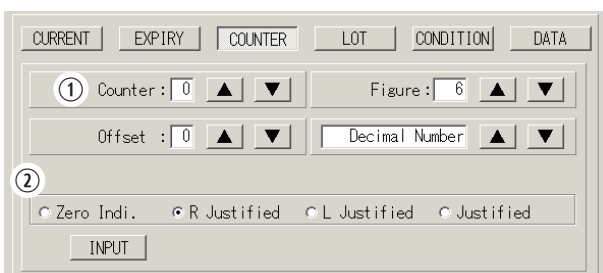 CURRENT EXPIRY COUNTER LOT CONDITION DATA
① Counter : 0 ▲ ▼ Figure : 6 ▲ ▼
Offset : 0 ▲ ▼ Decimal Number ▲ ▼
②
Zero Indi. R Justified L Justified Justified
INPUT